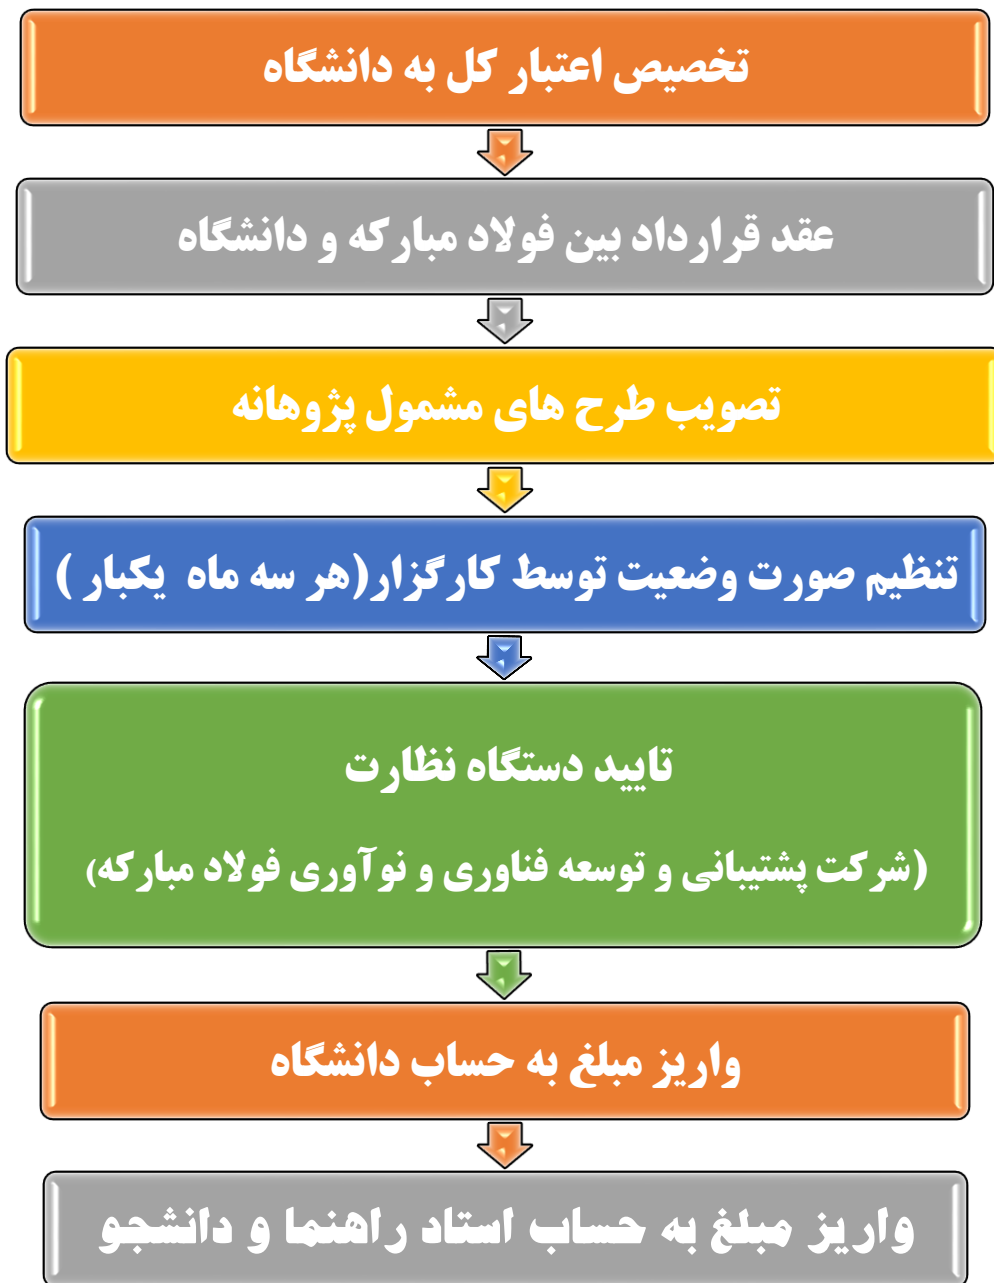 تخصیص اعتبار کل به دانشگاه
عقد قرارداد بین فولاد مبارکه و دانشگاه
تصویب طرح های مشمول پژوهانه
تنظیم صورت وضعیت توسط کارگزار(هر سه ماه یکبار )
تایید دستگاه نظارت
(شرکت پشتیبانی و توسعه فناوری و نوآوری فولاد مبارکه)
واریز مبلغ به حساب دانشگاه
واریز مبلغ به حساب استاد راهنما و دانشجو